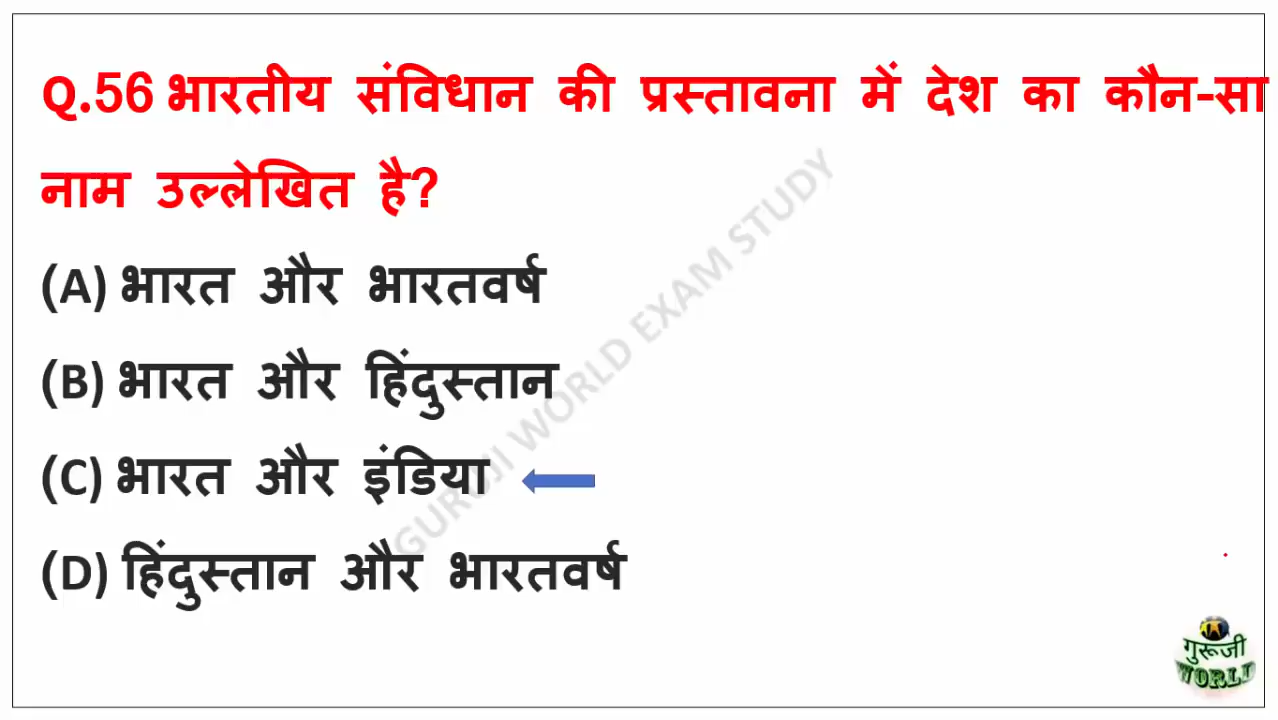 Q.56 भारतीय संविधान की प्रस्तावना में देश का कौन-सा
नाम उल्लेखित है?
(A) भारत और भारतवर्ष
(B) भारत और हिंदुस्तान
(C) भारत और इंडिया
(D) हिंदुस्तान और भारतवर्ष
GURUJI WORLD EXAM STUDY
गुरूजी
WORLD